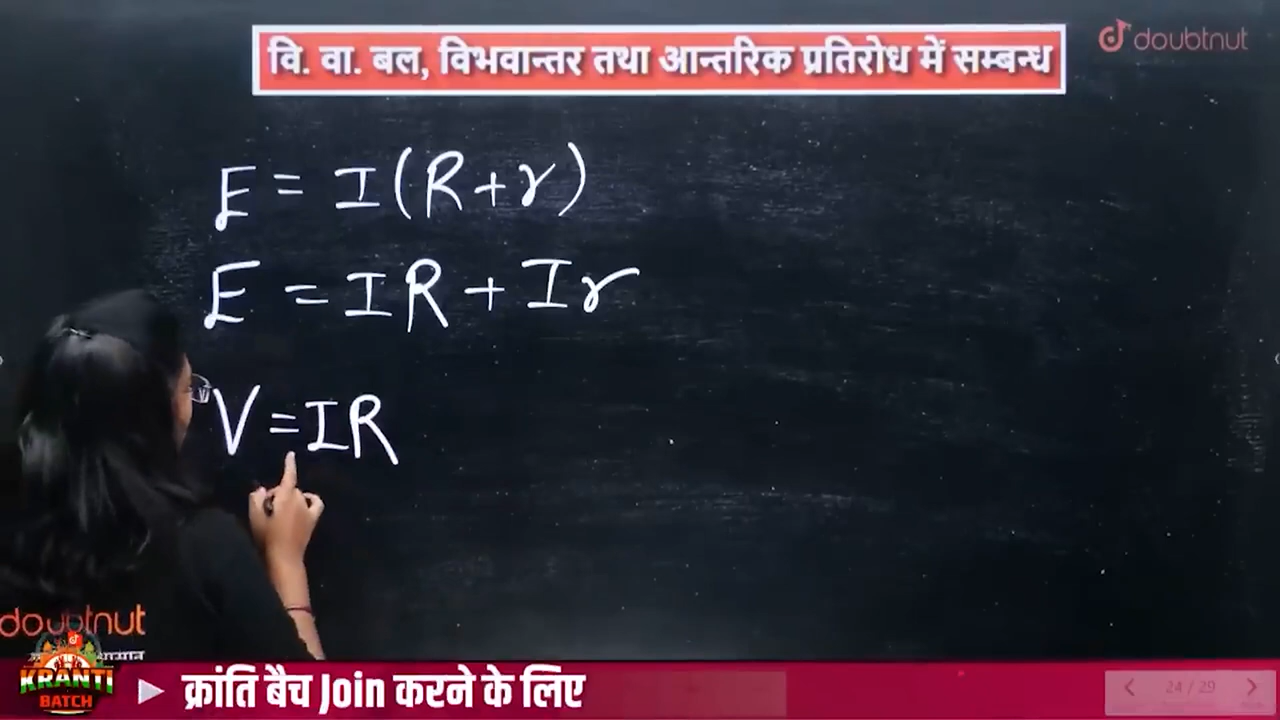 वि. वा. बल, विभवान्तर तथा आन्तरिक प्रतिरोध में सम्बन्ध
doubtnut
E = I(R+r)
E = IR + Ir
V = IR
doubtnut
KRANTI
BATCH
क्रांति बैच Join करने के लिए
24 / 29